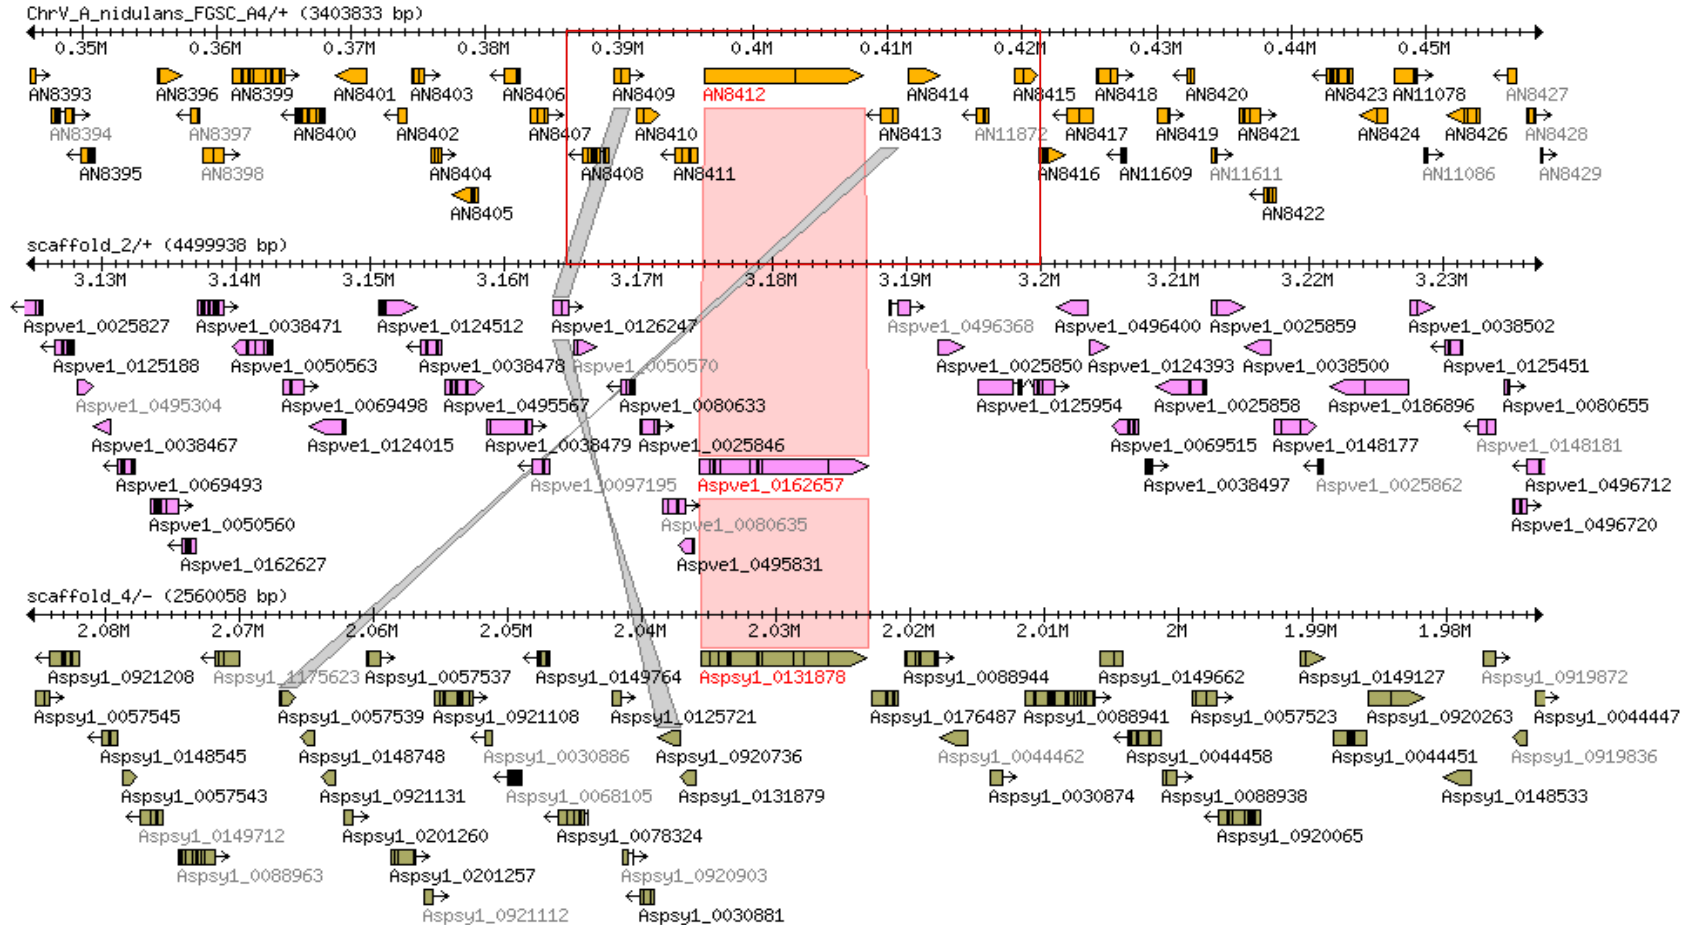 ChrV_A_nidulans_FGSC_A4/+ (3403833 bp)
0.35M 0.36M 0.37M 0.38M 0.39M 0.4M 0.41M 0.42M 0.43M 0.44M 0.45M
AN8393 AN8396 AN8399 AN8401 AN8403 AN8406 AN8409 AN8412 AN8414 AN8415 AN8418 AN8420 AN8423 AN11078 AN8427
AN8394 AN8397 AN8400 AN8402 AN8407 AN8410 AN8413 AN11872 AN8417 AN8419 AN8421 AN8424 AN8426 AN8428
AN8395 AN8398 AN8404 AN8408 AN8411 AN8416 AN11609 AN11611 AN11086 AN8429
AN8405 AN8422
scaffold_2/+ (4499938 bp)
3.13M 3.14M 3.15M 3.16M 3.17M 3.18M 3.19M 3.2M 3.21M 3.22M 3.23M
Aspve1_0025827 Aspve1_0038471 Aspve1_0124512 Aspve1_0126247 Aspve1_0496368 Aspve1_0496400 Aspve1_0025859 Aspve1_0038502
Aspve1_0125188 Aspve1_0050563 Aspve1_0038478 Aspve1_0050570 Aspve1_0025850 Aspve1_0124393 Aspve1_0038500 Aspve1_0125451
Aspve1_0495304 Aspve1_0069498 Aspve1_0495567 Aspve1_0080633 Aspve1_0125954 Aspve1_0025858 Aspve1_0186896 Aspve1_0080655
Aspve1_0038467 Aspve1_0124015 Aspve1_0038479 Aspve1_0025846 Aspve1_0069515 Aspve1_0148177 Aspve1_0148181
Aspve1_0069493 Aspve1_0097195 Aspve1_0162657 Aspve1_0038497 Aspve1_0025862 Aspve1_0496712
Aspve1_0050560 Aspve1_0080635 Aspve1_0496720
Aspve1_0162627 Aspve1_0495831
scaffold_4/- (2560058 bp)
2.08M 2.07M 2.06M 2.05M 2.04M 2.03M 2.02M 2.01M 2M 1.99M 1.98M
Aspsy1_0921208 Aspsy1_1175623 Aspsy1_0057537 Aspsy1_0149764 Aspsy1_0131878 Aspsy1_0088944 Aspsy1_0149662 Aspsy1_0149127 Aspsy1_0919872
Aspsy1_0057545 Aspsy1_0057539 Aspsy1_0921108 Aspsy1_0125721 Aspsy1_0176487 Aspsy1_0088941 Aspsy1_0057523 Aspsy1_0920263 Aspsy1_0044447
Aspsy1_0148545 Aspsy1_0148748 Aspsy1_0030886 Aspsy1_0920736 Aspsy1_0044462 Aspsy1_0044458 Aspsy1_0044451 Aspsy1_0919836
Aspsy1_0057543 Aspsy1_0921131 Aspsy1_0068105 Aspsy1_0131879 Aspsy1_0030874 Aspsy1_0088938 Aspsy1_0148533
Aspsy1_0149712 Aspsy1_0201260 Aspsy1_0078324 Aspsy1_0920065
Aspsy1_0088963 Aspsy1_0201257 Aspsy1_0920903
Aspsy1_0921112 Aspsy1_0030881